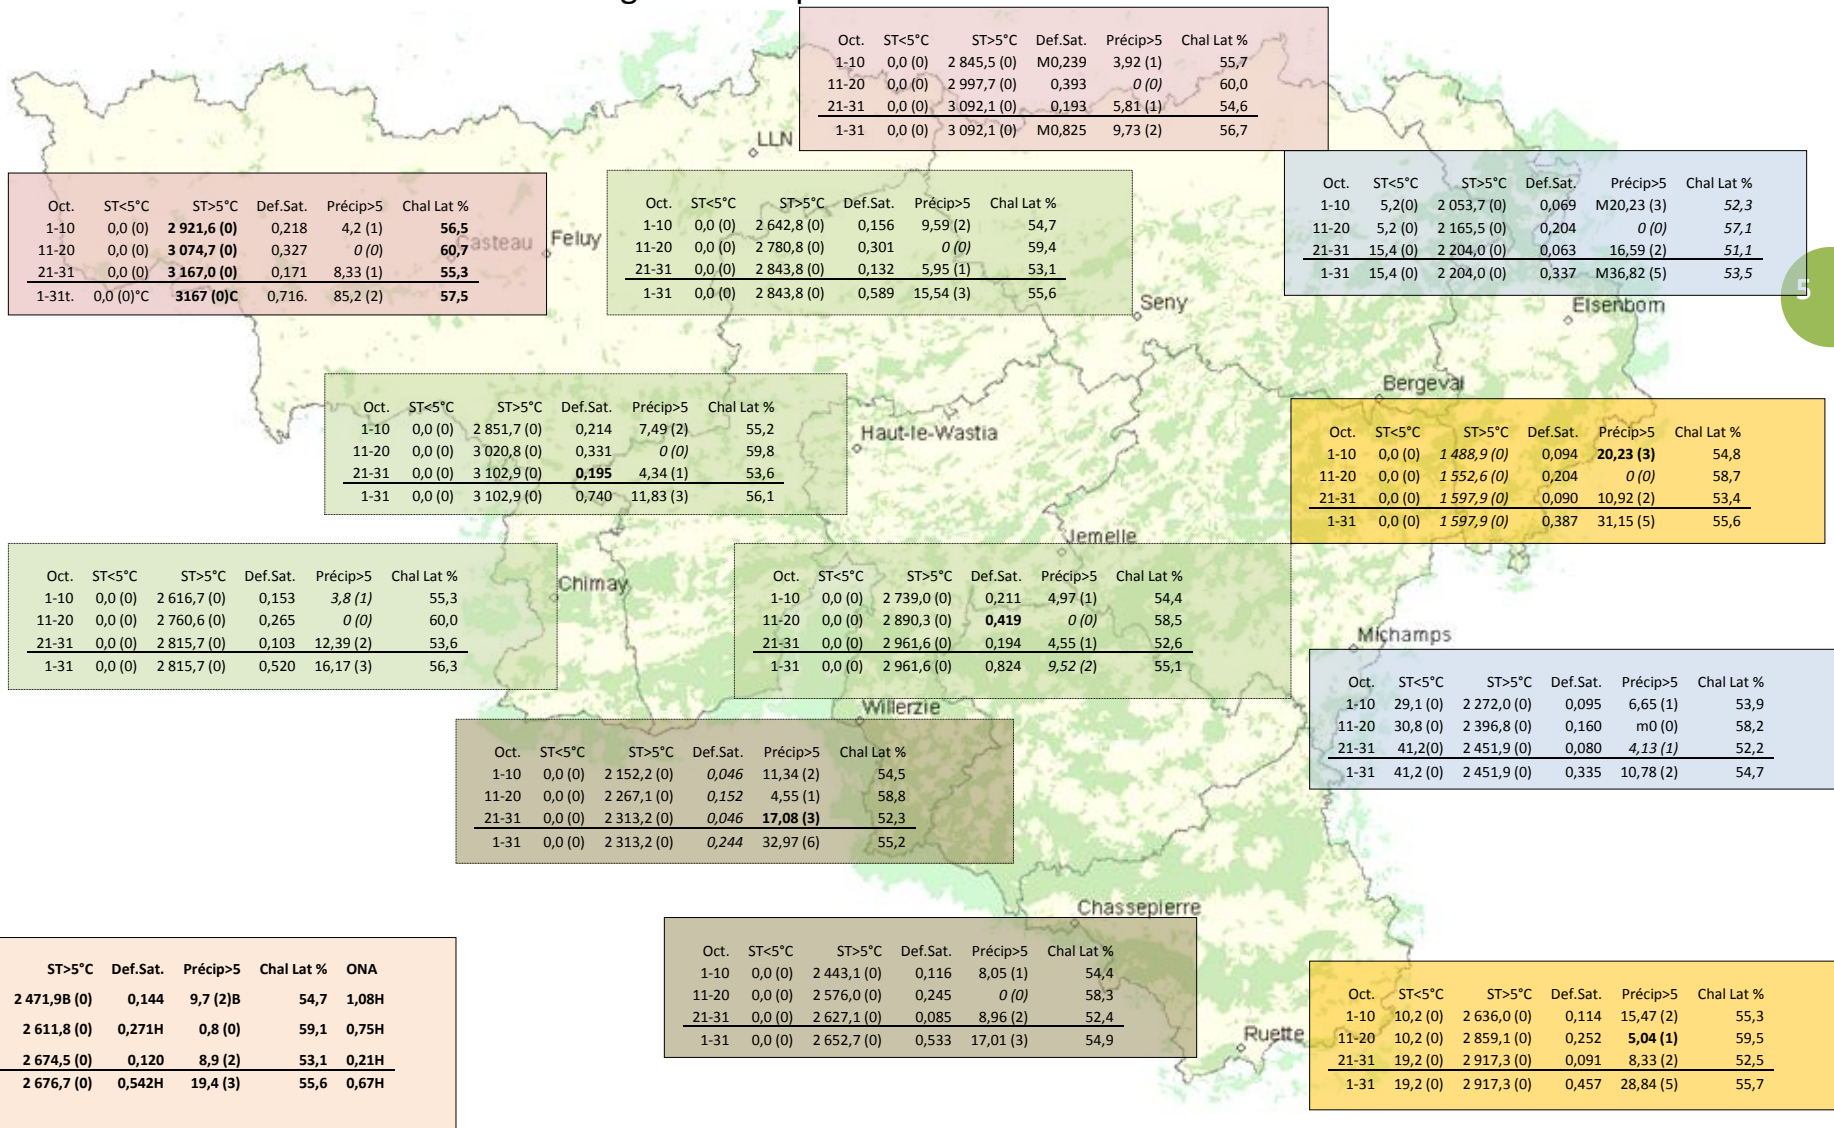 Oct. ST<5°C ST>5°C Def.Sat. Précip>5 Chal Lat %
1-10 0,0 (0) 2 845,5 (0) M0,239 3,92 (1) 55,7
11-20 0,0 (0) 2 997,7 (0) 0,393 0 (0) 60,0
21-31 0,0 (0) 3 092,1 (0) 0,193 5,81 (1) 54,6
1-31 0,0 (0) 3 092,1 (0) M0,825 9,73 (2) 56,7
LLN
Oct. ST<5°C ST>5°C Def.Sat. Précip>5 Chal Lat %
1-10 5,2(0) 2 053,7 (0) 0,069 M20,23 (3) 52,3
11-20 5,2 (0) 2 165,5 (0) 0,204 0 (0) 57,1
21-31 15,4 (0) 2 204,0 (0) 0,063 16,59 (2) 51,1
1-31 15,4 (0) 2 204,0 (0) 0,337 M36,82 (5) 53,5
Oct. ST<5°C ST>5°C Def.Sat. Précip>5 Chal Lat %
1-10 0,0 (0) 2 921,6 (0) 0,218 4,2 (1) 56,5
11-20 0,0 (0) 3 074,7 (0) 0,327 0 (0) 60,7
21-31 0,0 (0) 3 167,0 (0) 0,171 8,33 (1) 55,3
1-31t. 0,0 (0)°C 3167 (0)C 0,716. 85,2 (2) 57,5
Casteau
Feluy
Oct. ST<5°C ST>5°C Def.Sat. Précip>5 Chal Lat %
1-10 0,0 (0) 2 642,8 (0) 0,156 9,59 (2) 54,7
11-20 0,0 (0) 2 780,8 (0) 0,301 0 (0) 59,4
21-31 0,0 (0) 2 843,8 (0) 0,132 5,95 (1) 53,1
1-31 0,0 (0) 2 843,8 (0) 0,589 15,54 (3) 55,6
5
Seny
Elsenborn
Bergeval
Oct. ST<5°C ST>5°C Def.Sat. Précip>5 Chal Lat %
1-10 0,0 (0) 2 851,7 (0) 0,214 7,49 (2) 55,2
11-20 0,0 (0) 3 020,8 (0) 0,331 0 (0) 59,8
21-31 0,0 (0) 3 102,9 (0) 0,195 4,34 (1) 53,6
1-31 0,0 (0) 3 102,9 (0) 0,740 11,83 (3) 56,1
Haut-le-Wastia
Oct. ST<5°C ST>5°C Def.Sat. Précip>5 Chal Lat %
1-10 0,0 (0) 1 488,9 (0) 0,094 20,23 (3) 54,8
11-20 0,0 (0) 1 552,6 (0) 0,204 0 (0) 58,7
21-31 0,0 (0) 1 597,9 (0) 0,090 10,92 (2) 53,4
1-31 0,0 (0) 1 597,9 (0) 0,387 31,15 (5) 55,6
Jemelle
Oct. ST<5°C ST>5°C Def.Sat. Précip>5 Chal Lat %
1-10 0,0 (0) 2 616,7 (0) 0,153 3,8 (1) 55,3
11-20 0,0 (0) 2 760,6 (0) 0,265 0 (0) 60,0
21-31 0,0 (0) 2 815,7 (0) 0,103 12,39 (2) 53,6
1-31 0,0 (0) 2 815,7 (0) 0,520 16,17 (3) 56,3
Chimay
Oct. ST<5°C ST>5°C Def.Sat. Précip>5 Chal Lat %
1-10 0,0 (0) 2 739,0 (0) 0,211 4,97 (1) 54,4
11-20 0,0 (0) 2 890,3 (0) 0,419 0 (0) 58,5
21-31 0,0 (0) 2 961,6 (0) 0,194 4,55 (1) 52,6
1-31 0,0 (0) 2 961,6 (0) 0,824 9,52 (2) 55,1
Michamps
Oct. ST<5°C ST>5°C Def.Sat. Précip>5 Chal Lat %
1-10 29,1 (0) 2 272,0 (0) 0,095 6,65 (1) 53,9
11-20 30,8 (0) 2 396,8 (0) 0,160 m0 (0) 58,2
21-31 41,2(0) 2 451,9 (0) 0,080 4,13 (1) 52,2
1-31 41,2 (0) 2 451,9 (0) 0,335 10,78 (2) 54,7
Willerzie
Oct. ST<5°C ST>5°C Def.Sat. Précip>5 Chal Lat %
1-10 0,0 (0) 2 152,2 (0) 0,046 11,34 (2) 54,5
11-20 0,0 (0) 2 267,1 (0) 0,152 4,55 (1) 58,8
21-31 0,0 (0) 2 313,2 (0) 0,046 17,08 (3) 52,3
1-31 0,0 (0) 2 313,2 (0) 0,244 32,97 (6) 55,2
Chassepierre
ST>5°C Def.Sat. Précip>5 Chal Lat % ONA
2 471,9B (0) 0,144 9,7 (2)B 54,7 1,08H
2 611,8 (0) 0,271H 0,8 (0) 59,1 0,75H
2 674,5 (0) 0,120 8,9 (2) 53,1 0,21H
2 676,7 (0) 0,542H 19,4 (3) 55,6 0,67H
Oct. ST<5°C ST>5°C Def.Sat. Précip>5 Chal Lat %
1-10 0,0 (0) 2 443,1 (0) 0,116 8,05 (1) 54,4
11-20 0,0 (0) 2 576,0 (0) 0,245 0 (0) 58,3
21-31 0,0 (0) 2 627,1 (0) 0,085 8,96 (2) 52,4
1-31 0,0 (0) 2 652,7 (0) 0,533 17,01 (3) 54,9
Ruette
Oct. ST<5°C ST>5°C Def.Sat. Précip>5 Chal Lat %
1-10 10,2 (0) 2 636,0 (0) 0,114 15,47 (2) 55,3
11-20 10,2 (0) 2 859,1 (0) 0,252 5,04 (1) 59,5
21-31 19,2 (0) 2 917,3 (0) 0,091 8,33 (2) 52,5
1-31 19,2 (0) 2 917,3 (0) 0,457 28,84 (5) 55,7